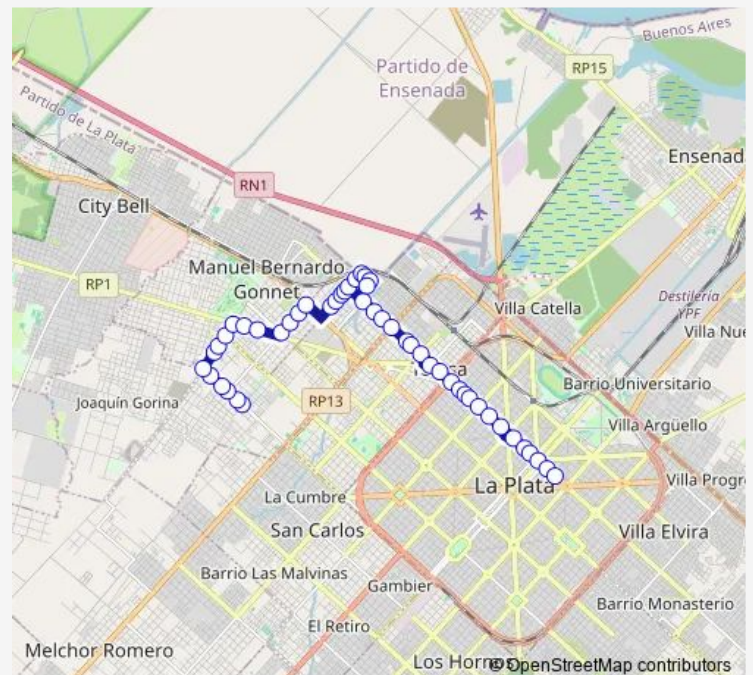 Buenos Aires
Partido de
Ensenada
RP15
Partido de La Plata
Ensenad
RN1
City Bell
Manuel Bernardo
Gonnet
RP1
Villa Catella
Destilería
YPF
Villa Nue
Barrio Universitario
RP13
Joaquín Gorina
Villa Argüello
La Plata
Villa Progr
La Cumbre
San Carlos
Villa Elvira
Barrio Las Malvinas
Gambier
Barrio Monasterio
El Retiro
Melchor Romero
Los Hornos
© OpenStreetMap contributors